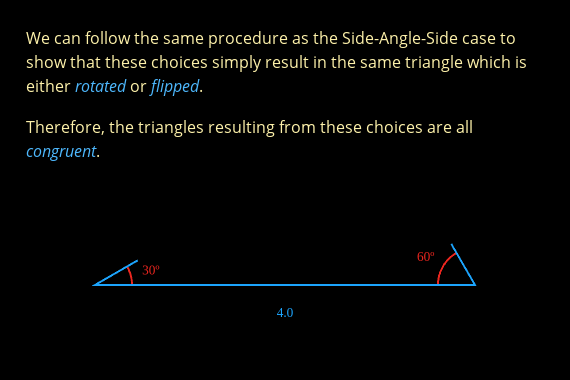 We can follow the same procedure as the Side-Angle-Side case to
show that these choices simply result in the same triangle which is
either rotated or flipped.
Therefore, the triangles resulting from these choices are all
congruent.
60º
30º
4.0